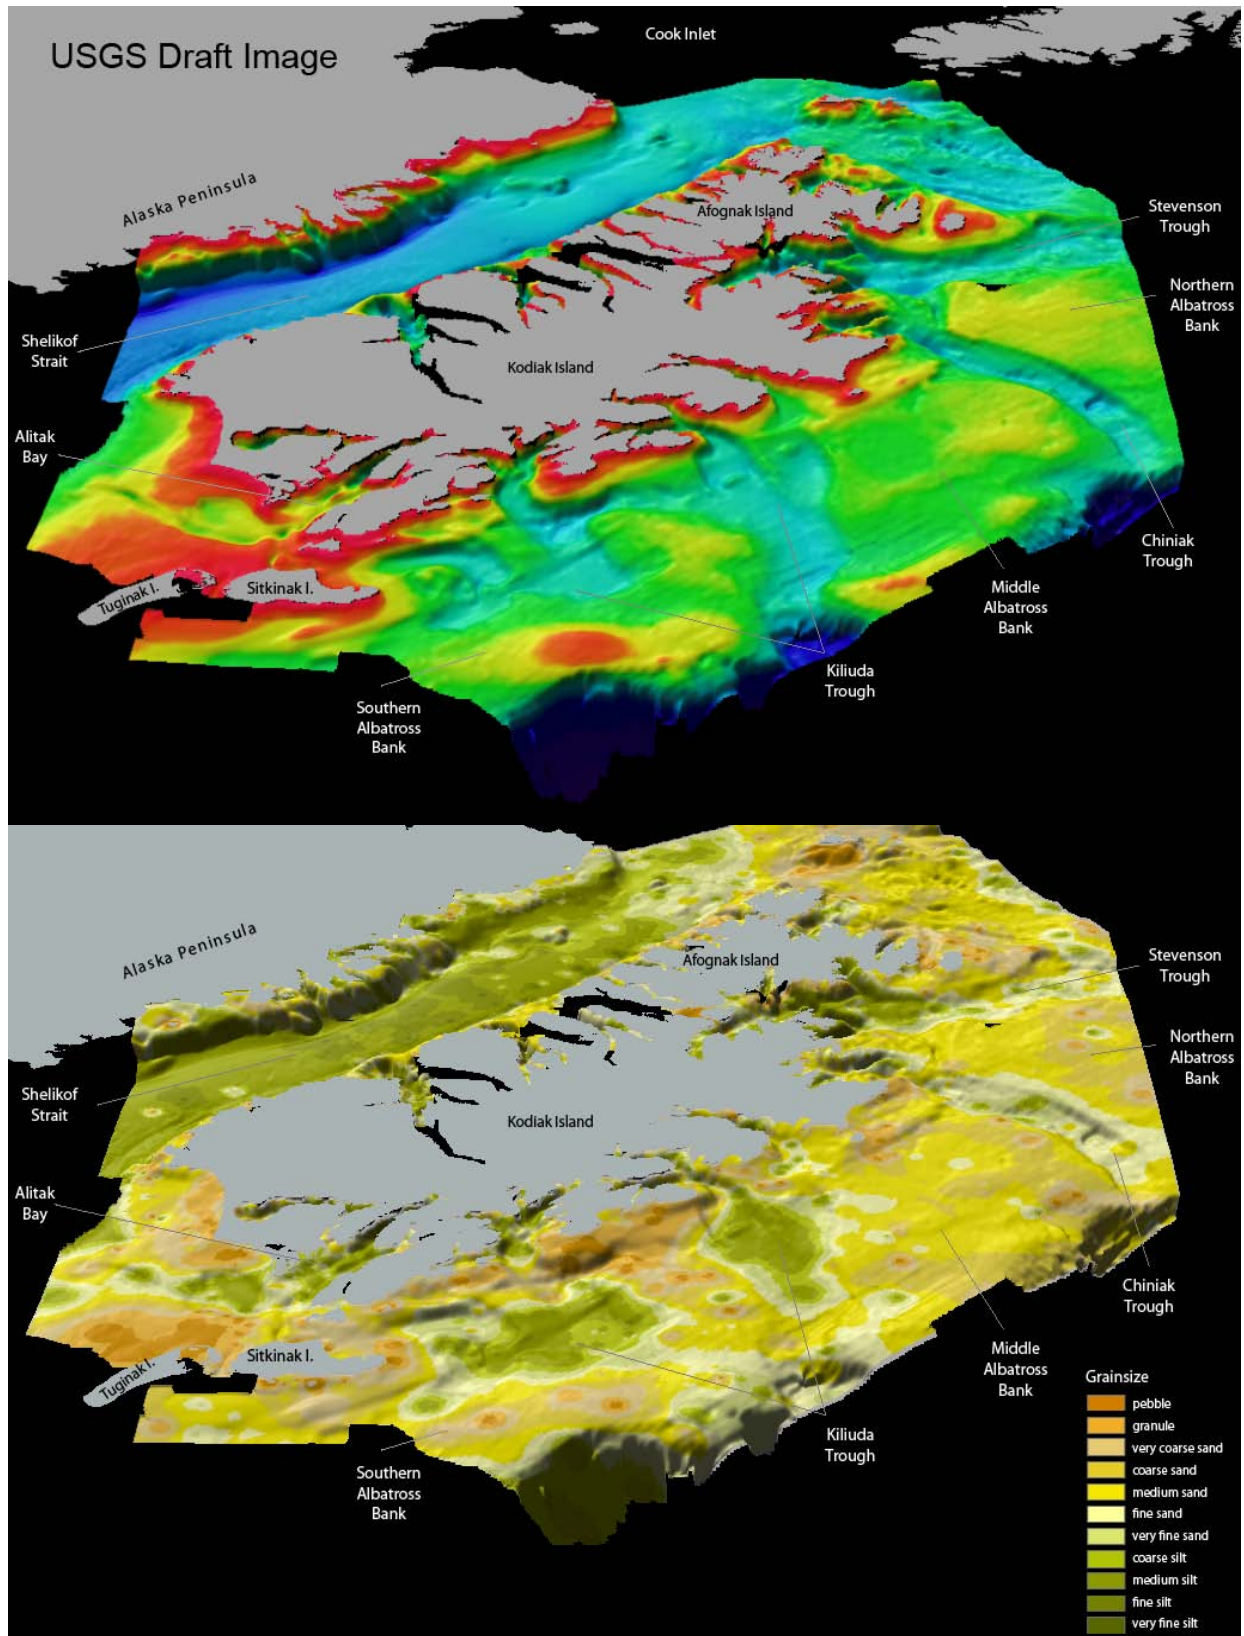 USGS Draft Image
Cook Inlet
Alaska Peninsula
Afognak Island
Stevenson
Trough
Northern
Albatross
Bank
Shelikof
Strait
Kodiak Island
Alitak
Bay
Chiniak
Trough
Tuginak I.
Sitkinak I.
Middle
Albatross
Bank
Kiliuda
Trough
Southern
Albatross
Bank
Alaska Peninsula
Afognak Island
Stevenson
Trough
Northern
Albatross
Bank
Shelikof
Strait
Kodiak Island
Alitak
Bay
Chiniak
Trough
Tuginak I.
Sitkinak I.
Middle
Albatross
Bank
Kiliuda
Trough
Southern
Albatross
Bank
Grainsize
pebble
granule
very coarse sand
coarse sand
medium sand
fine sand
very fine sand
coarse silt
medium silt
fine silt
very fine silt